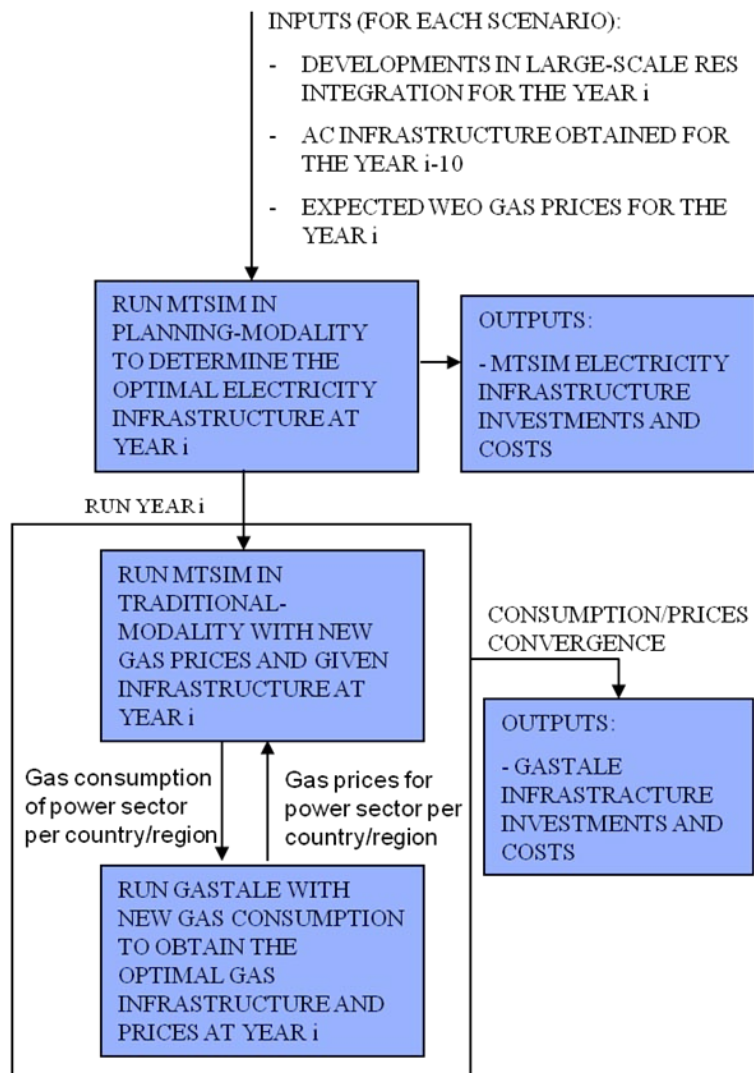 INPUTS (FOR EACH SCENARIO):
- DEVELOPMENTS IN LARGE-SCALE RES
INTEGRATION FOR THE YEAR i
- AC INFRASTRUCTURE OBTAINED FOR
THE YEAR i-10
- EXPECTED WEO GAS PRICES FOR THE
YEAR i
RUN MTSIM IN
PLANNING-MODALITY
TO DETERMINE THE
OPTIMAL ELECTRICITY
INFRASTRUCTURE AT
YEAR i
OUTPUTS:
- MTSIM ELECTRICITY
INFRASTRUCTURE
INVESTMENTS AND
COSTS
RUN YEAR i
RUN MTSIM IN
TRADITIONAL-
MODALITY WITH NEW
GAS PRICES AND GIVEN
INFRASTRUCTURE AT
YEAR i
CONSUMPTION/PRICES
CONVERGENCE
Gas consumption
of power sector
per country/region
Gas prices for
power sector per
country/region
OUTPUTS:
- GASTALE
INFRASTRACTURE
INVESTMENTS AND
COSTS
RUN GASTALE WITH
NEW GAS CONSUMPTION
TO OBTAIN THE
OPTIMAL GAS
INFRASTRUCTURE AND
PRICES AT YEAR i